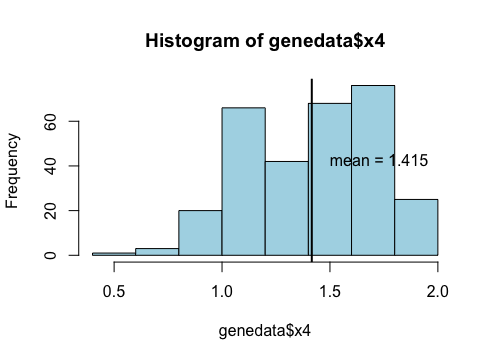 Histogram of genedata$x4
Frequency
60
40
20
0
mean = 1.415
0.5 1.0 1.5 2.0
genedata$x4